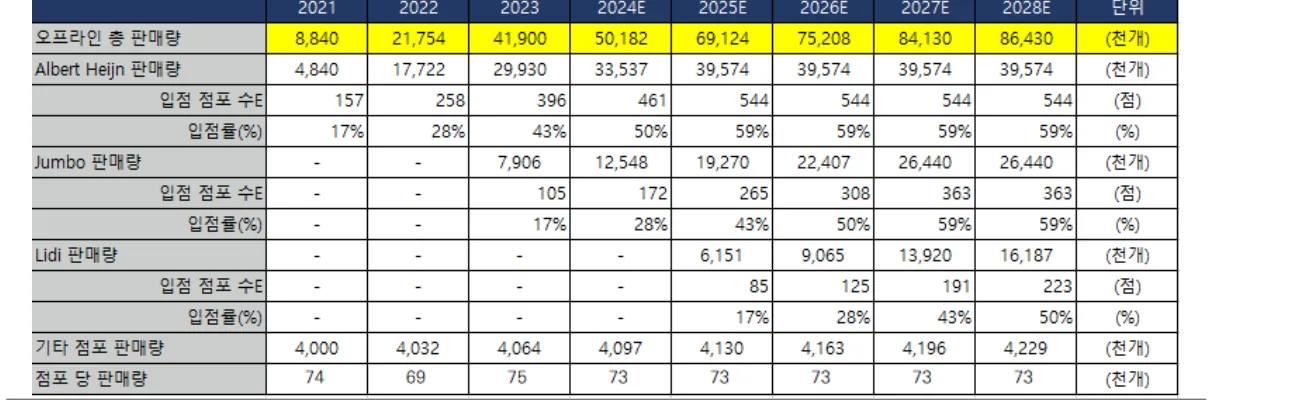 2021 2022 2023 2024E 2025E 2026E 2027E 2028E 단위
오프라인 총 판매량 8,840 21,754 41,900 50,182 69,124 75,208 84,130 86,430 (천개)
Albert Heijn 판매량 4,840 17,722 29,930 33,537 39,574 39,574 39,574 39,574 (천개)
입점 점포 수E 157 258 396 461 544 544 544 544 (점)
입점률(%) 17% 28% 43% 50% 59% 59% 59% 59% (%)
Jumbo 판매량 - - 7,906 12,548 19,270 22,407 26,440 26,440 (천개)
입점 점포 수E - - 105 172 265 308 363 363 (점)
입점률(%) - - 17% 28% 43% 50% 59% 59% (%)
Lidi 판매량 - - - - 6,151 9,065 13,920 16,187 (천개)
입점 점포 수E - - - - 85 125 191 223 (점)
입점률(%) - - - - 17% 28% 43% 50% (%)
기타 점포 판매량 4,000 4,032 4,064 4,097 4,130 4,163 4,196 4,229 (천개)
점포 당 판매량 74 69 75 73 73 73 73 73 (천개)